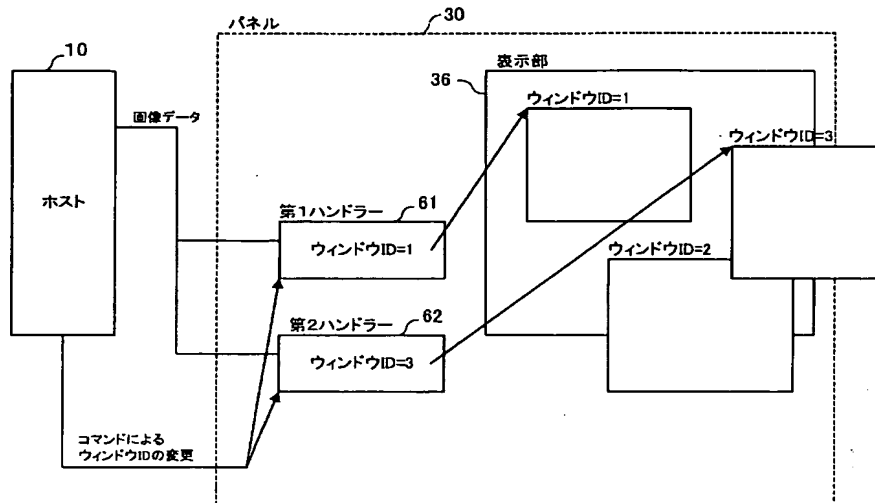 パネル
30
10
表示部
36
ウィンドウID=1
画像データ
ウィンドウID=3
ホスト
第1ハンドラー
61
ウィンドウID=1
ウィンドウID=2
第2ハンドラー
62
ウィンドウID=3
コマンドによる
ウィンドウIDの変更